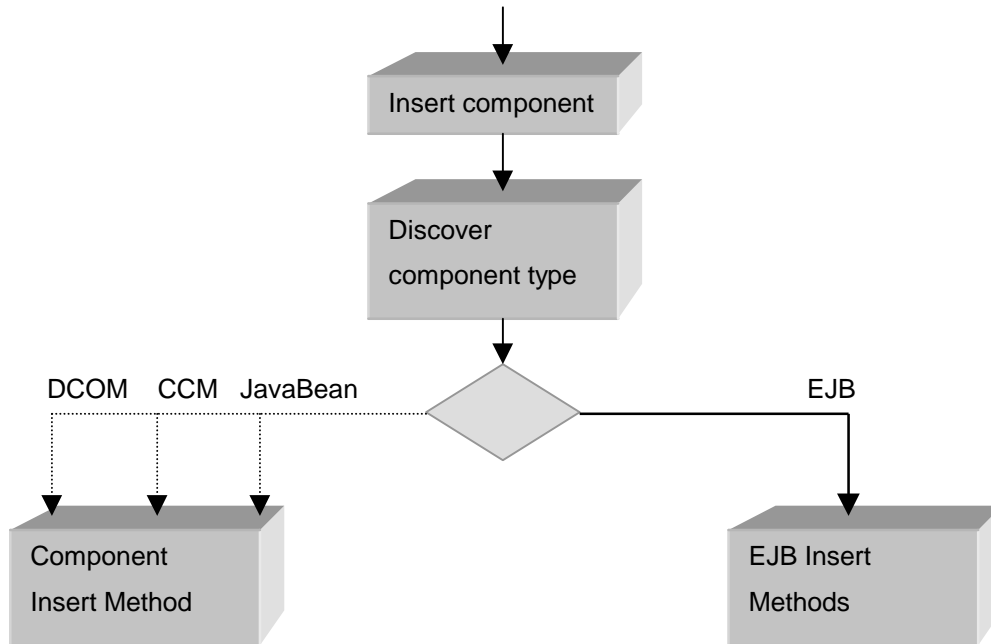 Insert component
Discover
component type
DCOM CCM JavaBean
EJB
Component
Insert Method
EJB Insert
Methods